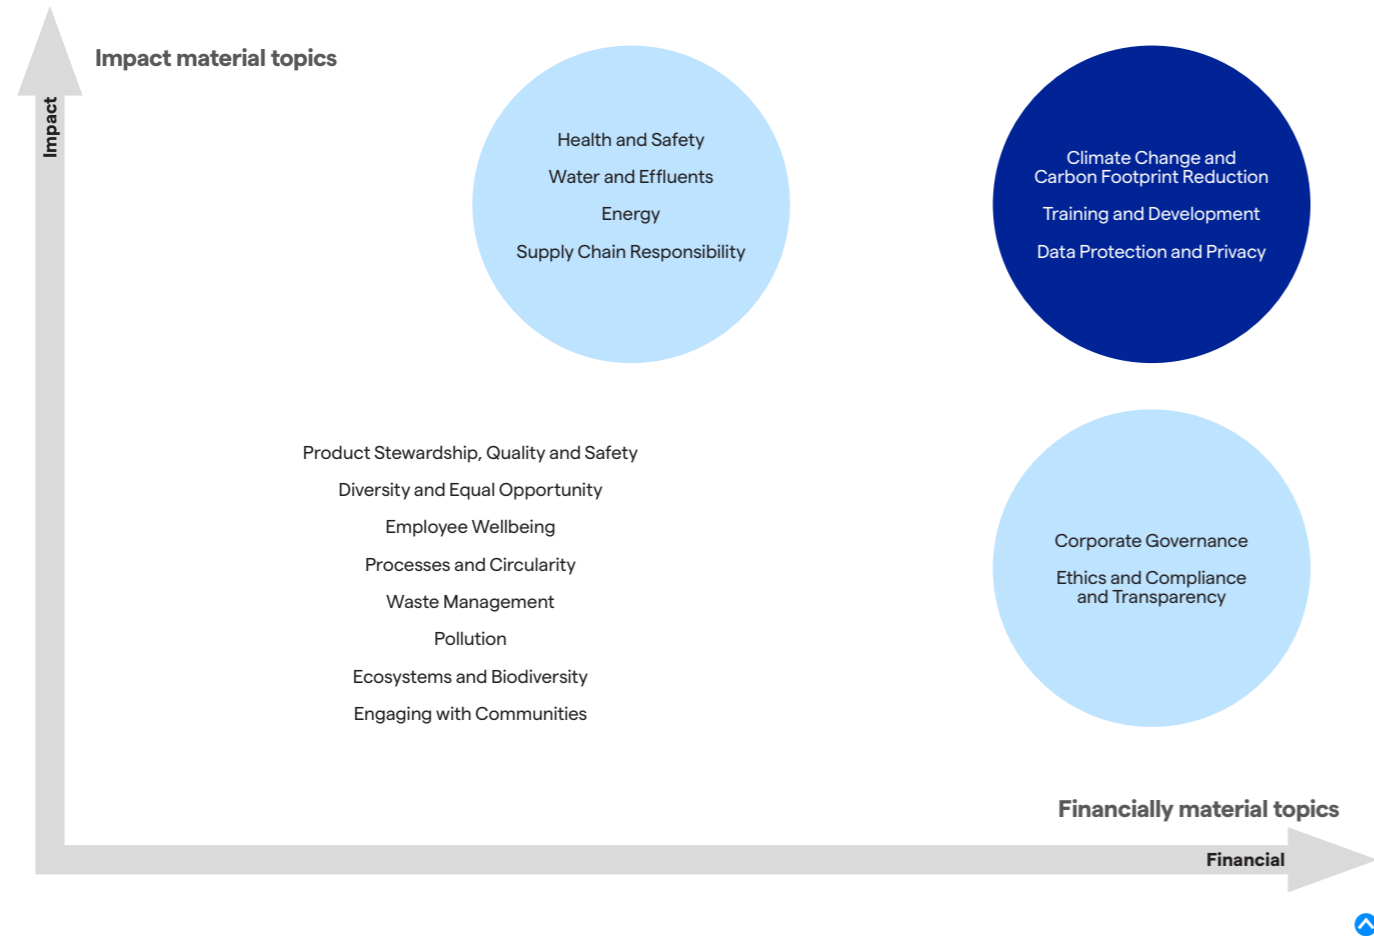 Impact material topics
Impact
Health and Safety
Water and Effluents
Energy
Supply Chain Responsibility
Climate Change and
Carbon Footprint Reduction
Training and Development
Data Protection and Privacy
Product Stewardship, Quality and Safety
Diversity and Equal Opportunity
Employee Wellbeing
Processes and Circularity
Waste Management
Pollution
Ecosystems and Biodiversity
Engaging with Communities
Corporate Governance
Ethics and Compliance
and Transparency
Financially material topics
Financial